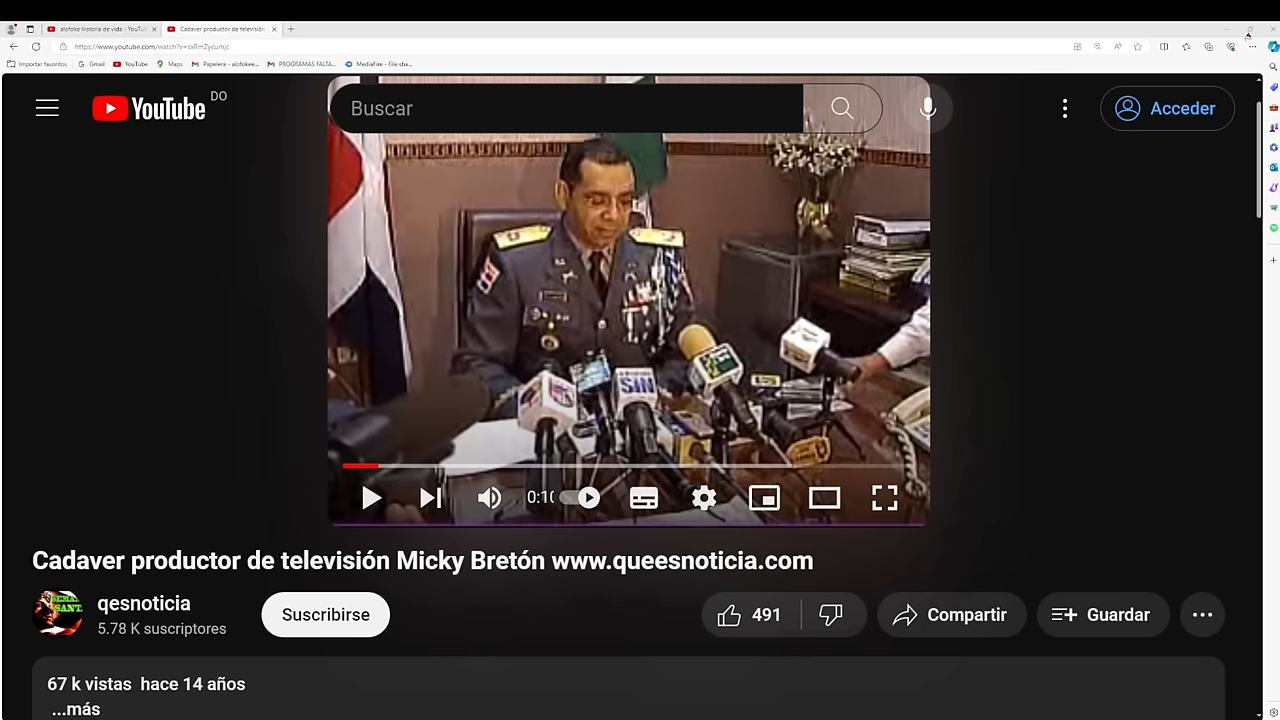 alofoke historia de vida - YouTu
Cadaver productor de televisión
https://www.youtube.com/watch?v=
Importar favoritos
Gmail
YouTube
Maps
Papelera - alofokee...
PROGRAMAS FALTA...
MediaFire - File sha...
YouTube DO
Buscar
Acceder
SIN
0:10
Cadaver productor de televisión Micky Bretón www.queesnoticia.com
qesnoticia
5.78 K suscriptores
Suscribirse
491
Compartir
Guardar
67 k vistas hace 14 años
...más